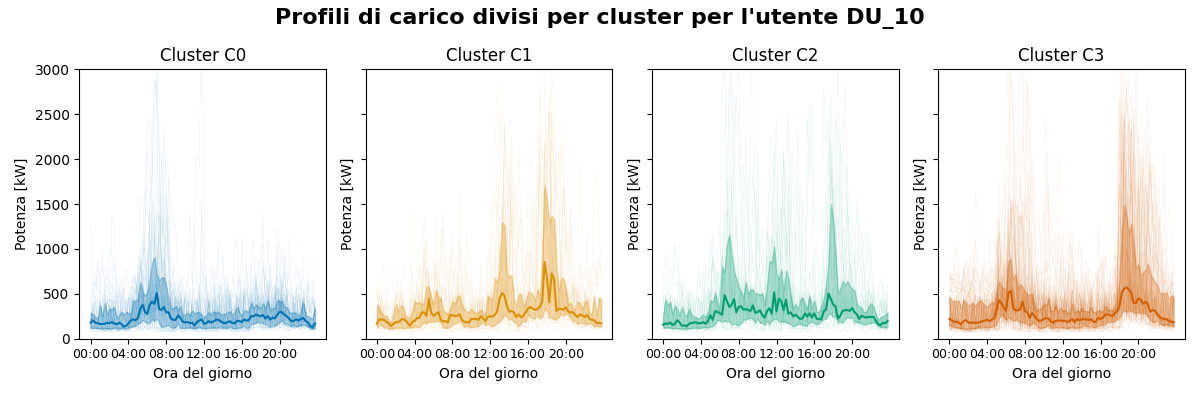 Profili di carico divisi per cluster per l'utente DU_10
Cluster C0
Cluster C1
Cluster C2
Cluster C3
Potenza [kW]
3000
2500
2000
1500
1000
500
0
00:00 04:00 08:00 12:00 16:00 20:00
Ora del giorno
Potenza [kW]
00:00 04:00 08:00 12:00 16:00 20:00
Ora del giorno
Potenza [kW]
00:00 04:00 08:00 12:00 16:00 20:00
Ora del giorno
Potenza [kW]
00:00 04:00 08:00 12:00 16:00 20:00
Ora del giorno